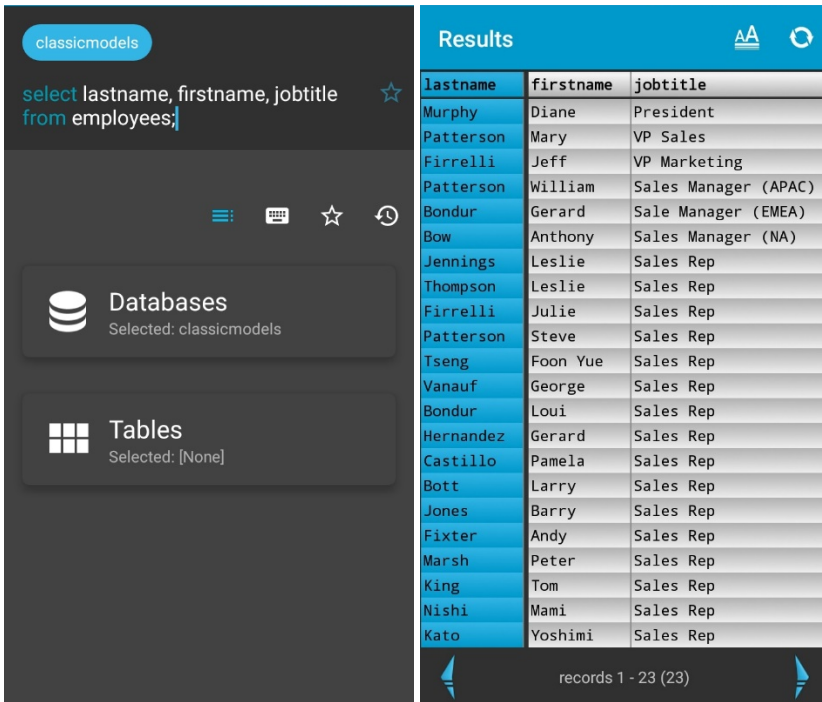 classicmodels
select lastname, firstname, jobtitle
from employees;
Databases
Selected: classicmodels
Tables
Selected: [None]
Results
AA
lastname firstname jobtitle
Murphy Diane President
Patterson Mary VP Sales
Firrelli Jeff VP Marketing
Patterson William Sales Manager (APAC)
Bondur Gerard Sale Manager (EMEA)
Bow Anthony Sales Manager (NA)
Jennings Leslie Sales Rep
Thompson Leslie Sales Rep
Firrelli Julie Sales Rep
Patterson Steve Sales Rep
Tseng Foon Yue Sales Rep
Vanauf George Sales Rep
Bondur Loui Sales Rep
Hernandez Gerard Sales Rep
Castillo Pamela Sales Rep
Bott Larry Sales Rep
Jones Barry Sales Rep
Fixter Andy Sales Rep
Marsh Peter Sales Rep
King Tom Sales Rep
Nishi Mami Sales Rep
Kato Yoshimi Sales Rep
records 1 - 23 (23)